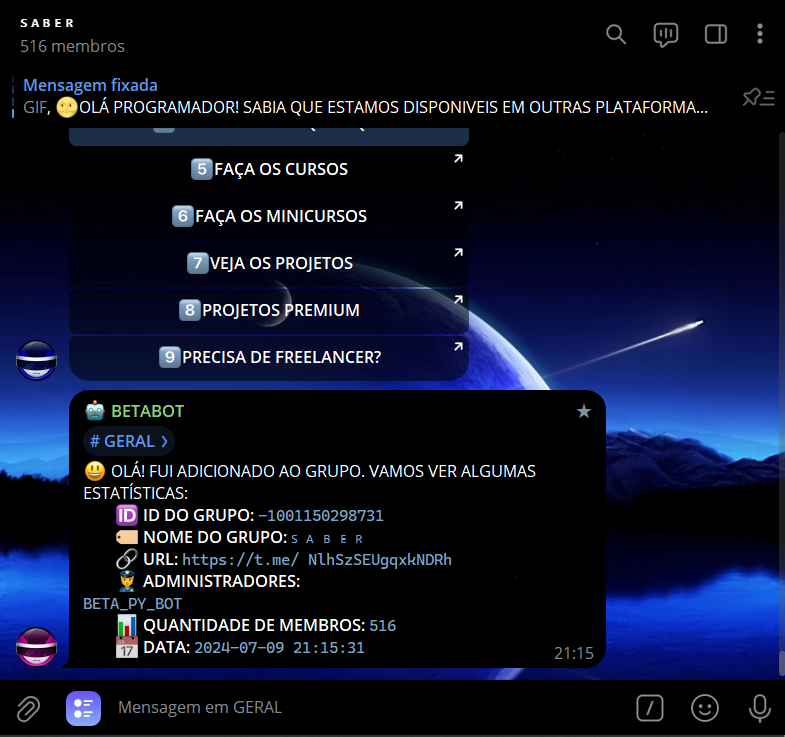 S A B E R
516 membros
Mensagem fixada
GIF, 🌝OLÁ PROGRAMADOR! SABIA QUE ESTAMOS DISPONIVEIS EM OUTRAS PLATAFORMA...
5️⃣FAÇA OS CURSOS
6️⃣FAÇA OS MINICURSOS
7️⃣VEJA OS PROJETOS
8️⃣PROJETOS PREMIUM
9️⃣PRECISA DE FREELANCER?
🤖 BETABOT
# GERAL ›
😃 OLÁ! FUI ADICIONADO AO GRUPO. VAMOS VER ALGUMAS
ESTATÍSTICAS:
🆔 ID DO GRUPO: -1001150298731
🏷 NOME DO GRUPO: S A B E R
🔗 URL: https://t.me/ NlhSzSEUgqxkNDRh
👮 ADMINISTRADORES:
BETA_PY_BOT
📊 QUANTIDADE DE MEMBROS: 516
📅 DATA: 2024-07-09 21:15:31
21:15
Mensagem em GERAL